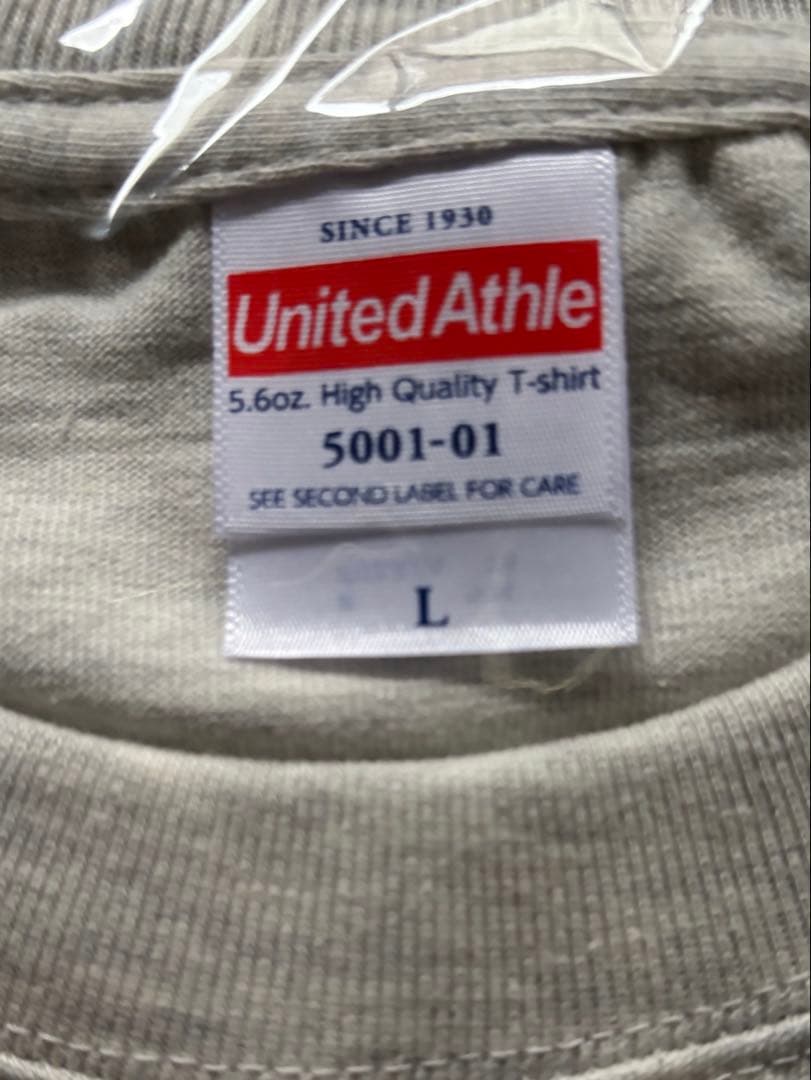 SINCE 1930
United Athle
5.6oz. High Quality T-shirt
5001-01
SEE SECOND LABEL FOR CARE
L